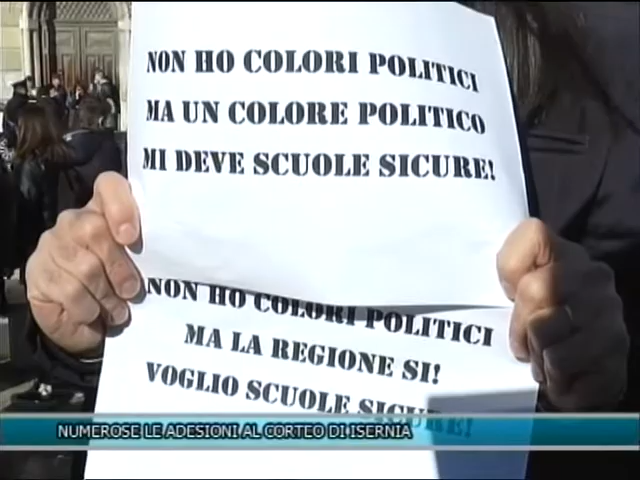 NON HO COLORI POLITICI
MA UN COLORE POLITICO
MI DEVE SCUOLE SICURE!
NON HO COLORI POLITICI
MA LA REGIONE SI!
VOGLIO SCUOLE SICURE!
NUMEROSE LE ADESIONI AL CORTEO DI ISERNIA